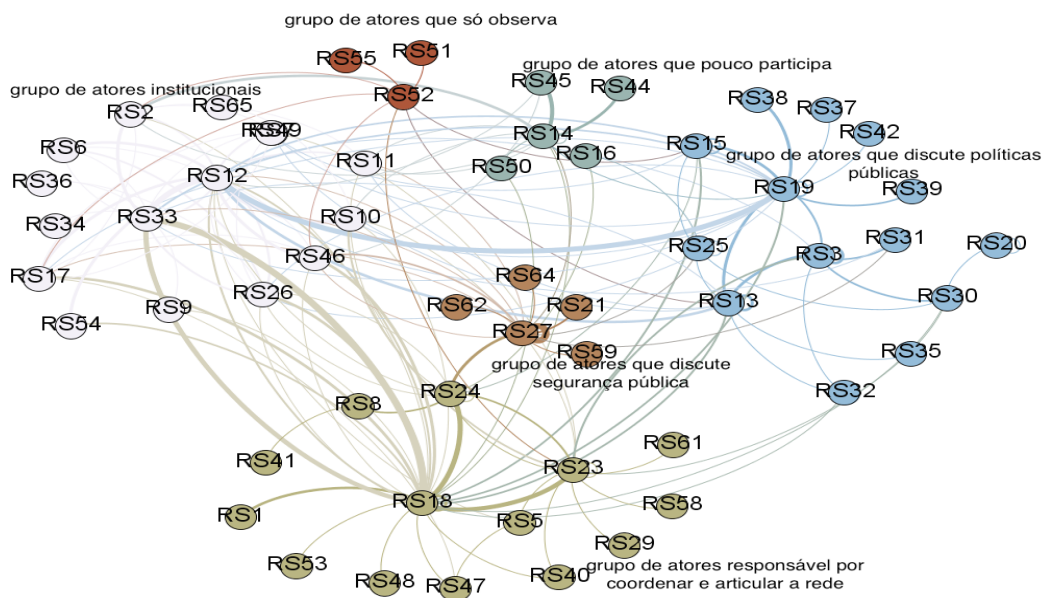 grupo de atores que só observa
RS55
RS51
grupo de atores que pouco participa
RS52
RS45
RS44
RS38
RS37
grupo de atores institucionais
RS2
RS65
RS49
RS14
RS15
RS42
RS6
RS11
RS16
grupo de atores que discute políticas
públicas
RS36
RS12
RS50
RS19
RS39
RS34
RS33
RS10
RS17
RS46
RS25
RS3
RS31
RS20
RS64
RS54
RS9
RS26
RS62
RS21
RS13
RS30
RS27
RS59
RS35
grupo de atores que discute
segurança pública
RS24
RS32
RS8
RS41
RS23
RS61
RS18
RS1
RS5
RS58
RS53
RS29
RS48
RS47
RS40
grupo de atores responsável por
coordenar e articular a rede